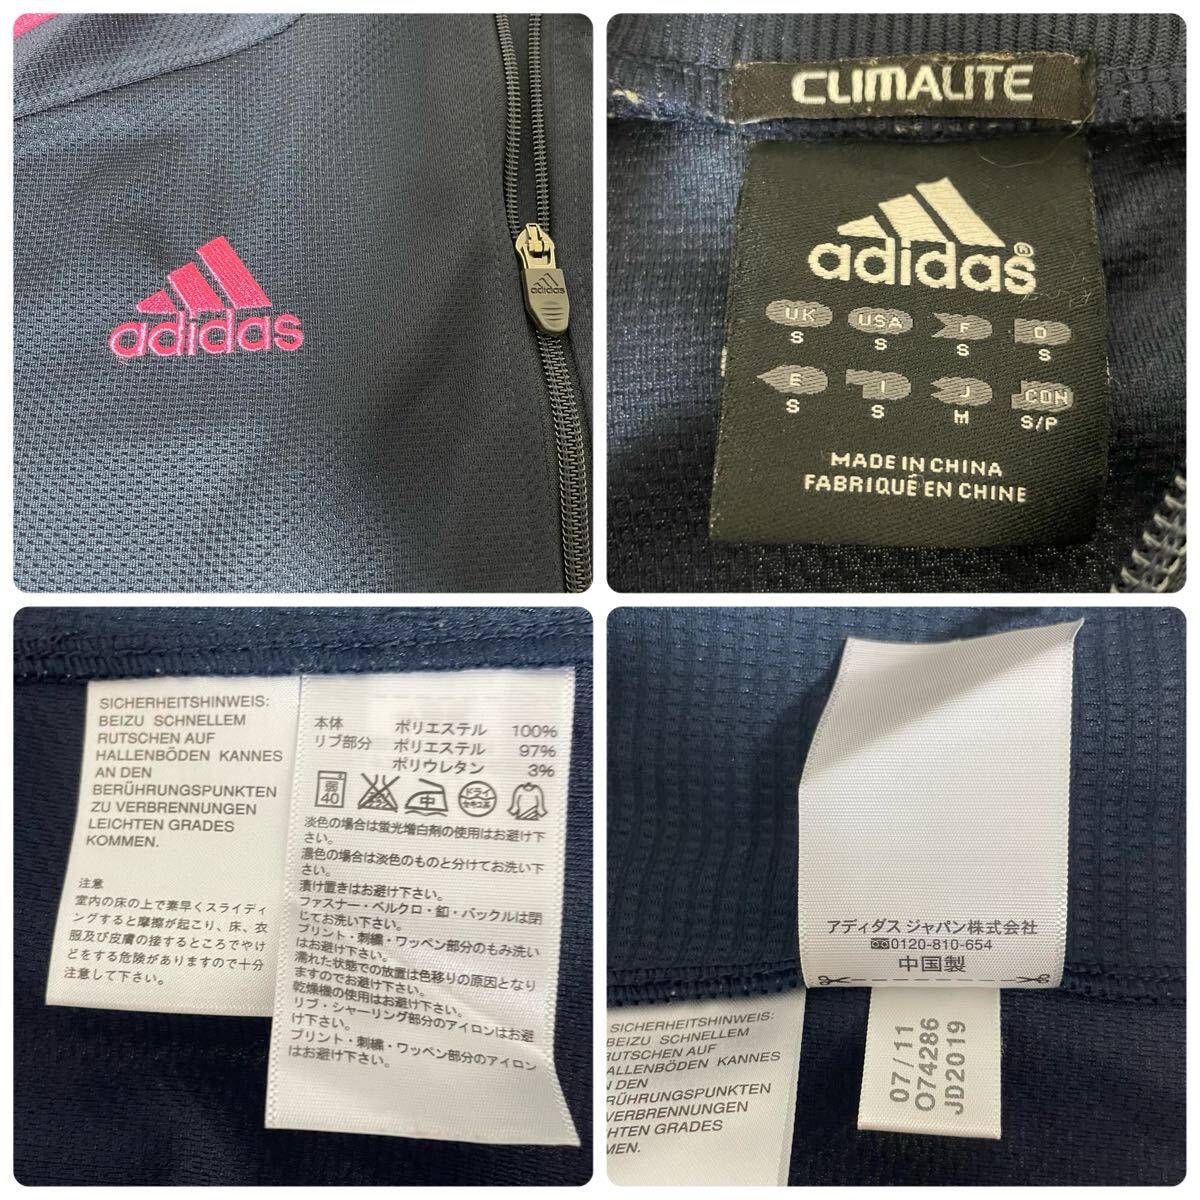 adidas
adidas
CLIMALITE
adidas®
UK USA F D
S S S S
E I J CDN
S S M S/P
MADE IN CHINA
FABRIQUÉ EN CHINE
SICHERHEITSHINWEIS:
BEIZU SCHNELLEM
RUTSCHEN AUF
HALLENBÖDEN KANNES
AN DEN
BERÜHRUNGSPUNKTEN
ZU VERBRENNUNGEN
LEICHTEN GRADES
KOMMEN.
注意
室内の床の上で素早くスライディ
ングすると摩擦が起こり、床、衣
服及び皮膚の接するところでやけ
どをする危険がありますので十分
注意して下さい。
本体 ポリエステル 100%
リブ部分 ポリエステル 97%
ポリウレタン 3%
弱 40 中 ドライ セキユ系
淡色の場合は蛍光増白剤の使用はお避け下
さい。
濃色の場合は淡色のものと分けてお洗い下
さい。
漬け置きはお避け下さい。
ファスナー・ベルクロ・釦・バックルは閉
じてお洗い下さい。
プリント・刺繍・ワッペン部分のもみ洗い
はお避け下さい。
濡れた状態での放置は色移りの原因となり
ますのでお避け下さい。
乾燥機の使用はお避け下さい。
リブ・シャーリング部分のアイロンはお避
け下さい。
プリント・刺繍・ワッペン部分のアイロン
はお避け下さい。
アディダス ジャパン株式会社
0120-810-654
中国製
SICHERHEITSHINWEIS:
BEIZU SCHNELLEM
RUTSCHEN AUF
HALLENBÖDEN KANNES
N DEN
RÜHRUNGSPUNKTEN
VERBRENNUNGEN
CHTEN GRADES
MEN.
07/11
O74286
JD2019